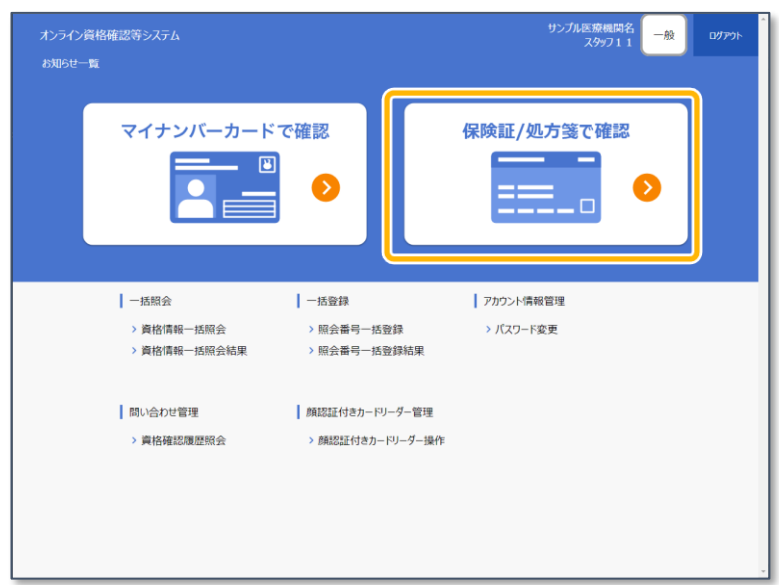 オンライン資格確認等システム
サンプル医療機関名
スタッフ11
一般
ログアウト
お知らせ一覧
マイナンバーカードで確認
保険証/処方箋で確認
一括照会
資格情報一括照会
資格情報一括照会結果
一括登録
照会番号一括登録
照会番号一括登録結果
アカウント情報管理
パスワード変更
問い合わせ管理
資格確認履歴照会
顔認証付きカードリーダー管理
顔認証付きカードリーダー操作